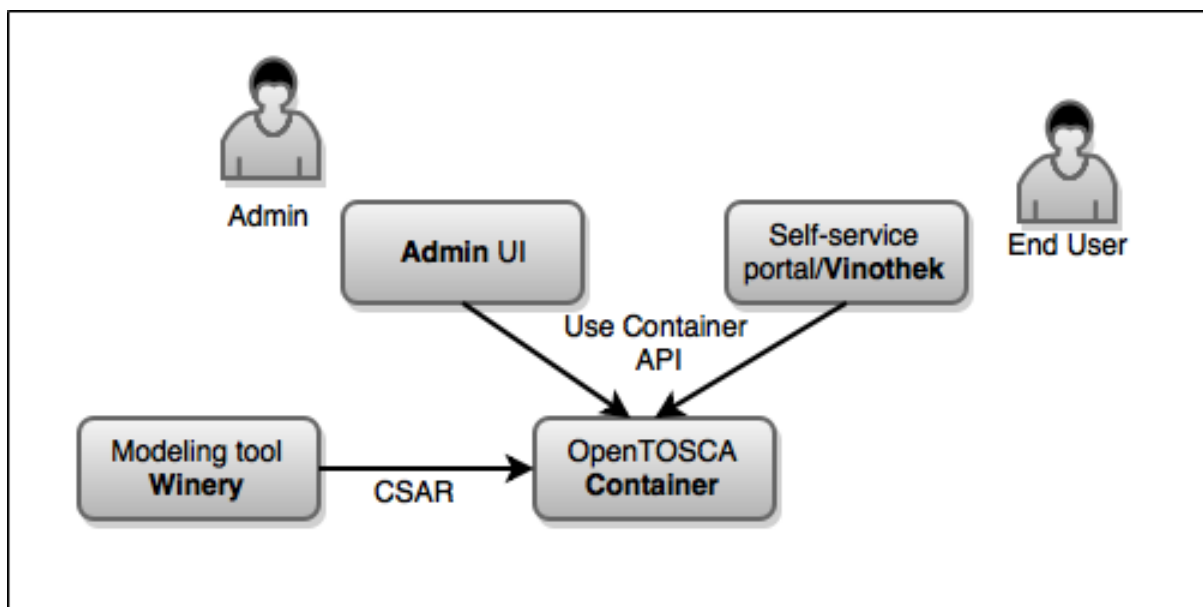 Admin
Admin UI
Self-service
portal/Vinothek
End User
Use Container
API
Modeling tool
Winery
CSAR
OpenTOSCA
Container